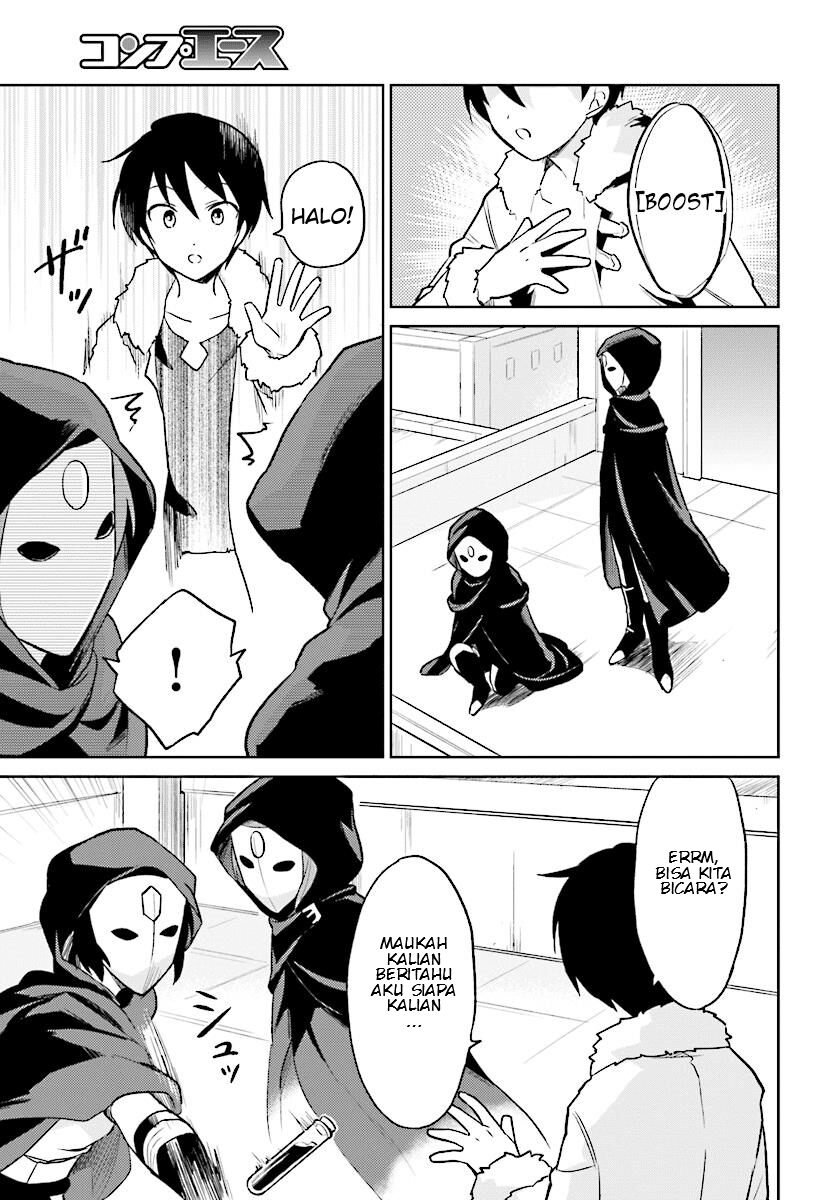 コンプ・エース
[BOOST]
HALO!
ザッ
!
ERRM,
BISA KITA
BICARA?
MAUKAH
KALIAN
BERITAHU
AKU SIAPA
KALIAN
...
シュッ